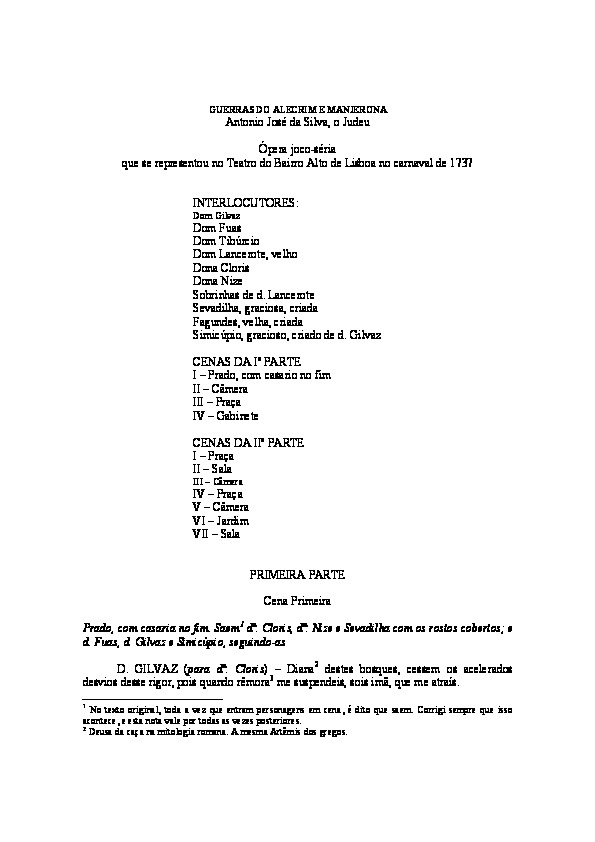 GUERRAS DO ALECRIM E MANJERONA
Antonio José da Silva, o Judeu
Ópera joco-séria
que se representou no Teatro do Bairro Alto de Lisboa no carnaval de 1737
INTERLOCUTORES:
Dom Gilvaz
Dom Fuas
Dom Tibúrcio
Dom Lancerote, velho
Dona Cloris
Dona Nize
Sobrinhas de d. Lancerote
Sevadilha, graciosa, criada
Fagundes, velha, criada
Simicúpio, gracioso, criado de d. Gilvaz
CENAS DA Iª PARTE
I – Prado, com casario no fim
II – Câmera
III – Praça
IV – Gabinete
CENAS DA IIª PARTE
I – Praça
II – Sala
III – Câmera
IV – Praça
V – Câmera
VI – Jardim
VII – Sala
PRIMEIRA PARTE
Cena Primeira
Prado, com casaria no fim. Saem¹ dª. Cloris, dª. Nize e Sevadilha com os rostos cobertos; e
d. Fuas, d. Gilvaz e Simicúpio, seguindo-as
D. GILVAZ (para dª. Cloris) – Diana² destes bosques, cessem os acelerados
desvios desse rigor, pois quando rêmora³ me suspendeis, sois imã, que me atrais.
¹ No texto original, toda a vez que entram personagens em cena, é dito que saem. Corrigi sempre que isso
acontece, e esta nota vale por todas as vezes posteriores.
² Deusa da caça na mitologia romana. A mesma Artêmis dos gregos.